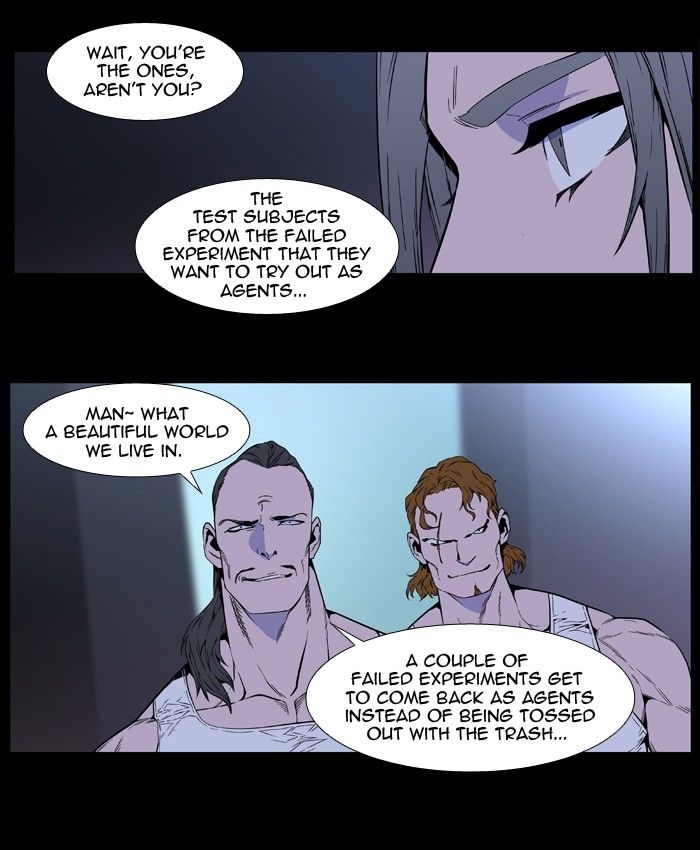 WAIT, YOU'RE
THE ONES,
AREN'T YOU?
THE
TEST SUBJECTS
FROM THE FAILED
EXPERIMENT THAT THEY
WANT TO TRY OUT AS
AGENTS...
MAN~ WHAT
A BEAUTIFUL WORLD
WE LIVE IN.
A COUPLE OF
FAILED EXPERIMENTS GET
TO COME BACK AS AGENTS
INSTEAD OF BEING TOSSED
OUT WITH THE TRASH...